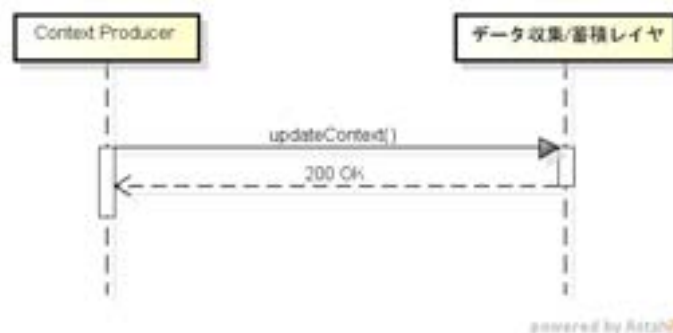 Context Producer
データ収集/蓄積レイヤ
updateContext()
200 OK
powered by Astah